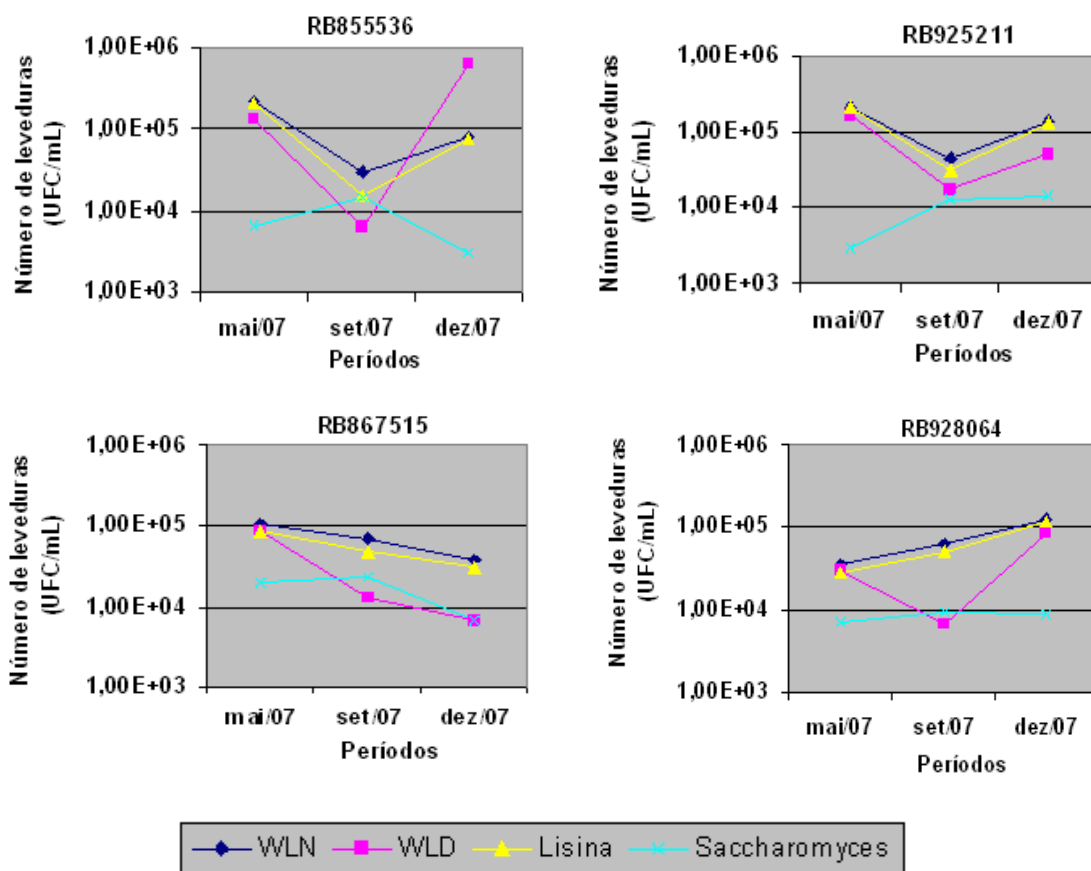 RB855536
1,00E+06
1,00E+05
1,00E+04
1,00E+03
Número de leveduras
(UFC/mL)
mai/07 set/07 dez/07
Períodos
RB925211
1,00E+06
1,00E+05
1,00E+04
1,00E+03
Número de leveduras
(UFC/mL)
mai/07 set/07 dez/07
Períodos
RB867515
1,00E+06
1,00E+05
1,00E+04
1,00E+03
Número de leveduras
(UFC/mL)
mai/07 set/07 dez/07
Períodos
RB928064
1,00E+06
1,00E+05
1,00E+04
1,00E+03
Número de leveduras
(UFC/mL)
mai/07 set/07 dez/07
Períodos
WLN WLD Lisina Saccharomyces